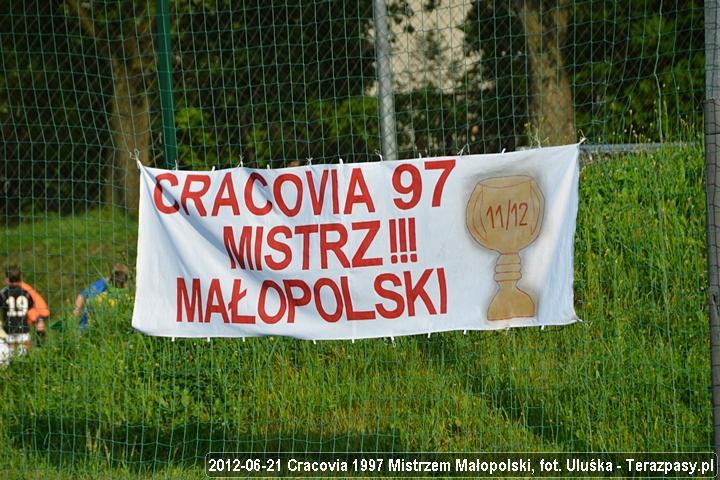 CRACOVIA 97
MISTRZ!!!
MAŁOPOLSKI
11/12
19
2012-06-21 Cracovia 1997 Mistrzem Małopolski, fot. Uluśka - Terazpasy.pl